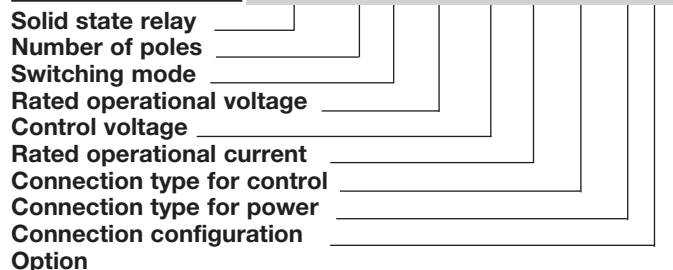 Solid state relay
Number of poles
Switching mode
Rated operational voltage
Control voltage
Rated operational current
Connection type for control
Connection type for power
Connection configuration
Option